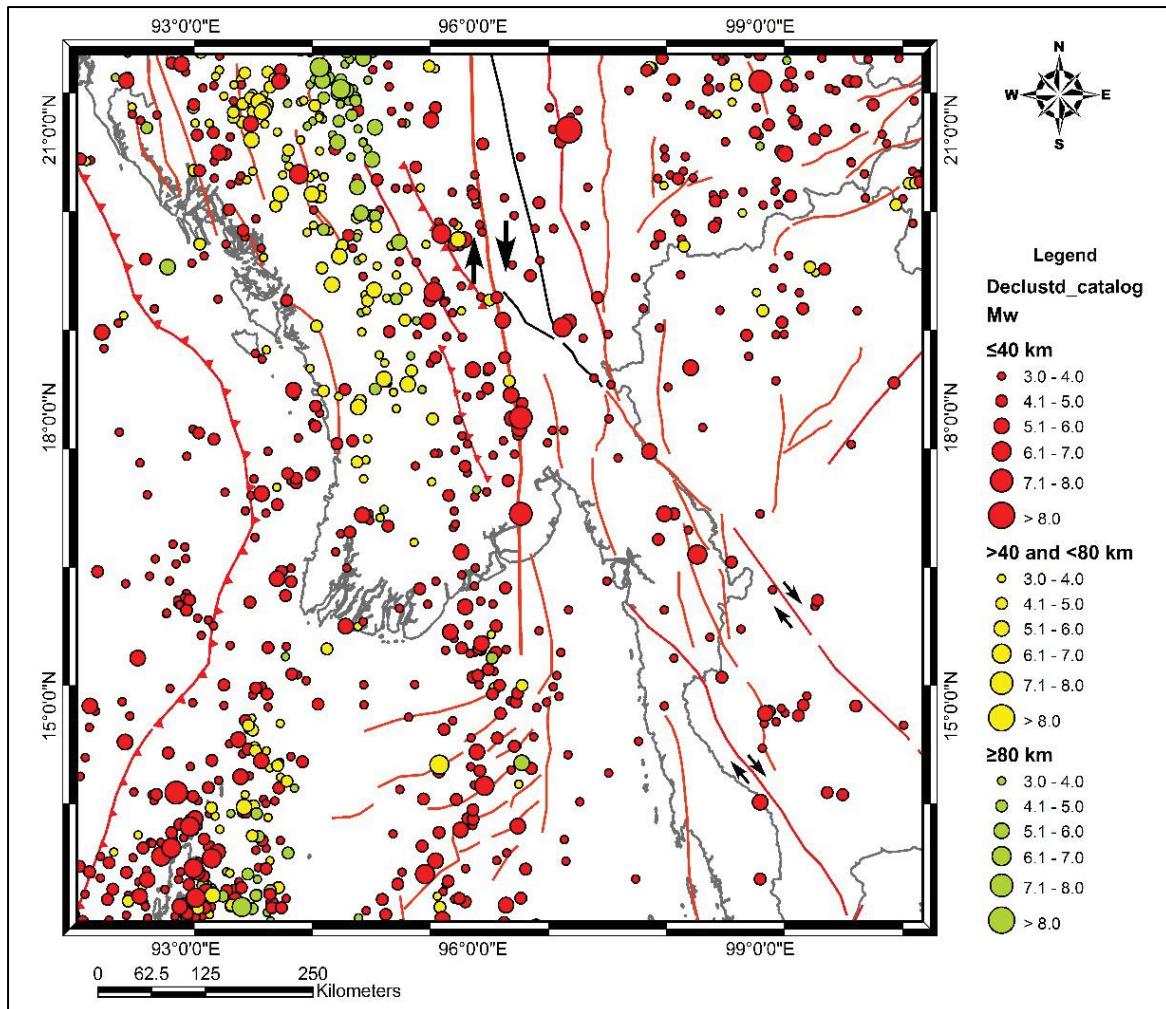 93°0'0"E 96°0'0"E 99°0'0"E
N
W E
S
21°0'0"N 21°0'0"N
18°0'0"N 18°0'0"N
15°0'0"N 15°0'0"N
93°0'0"E 96°0'0"E 99°0'0"E
0 62.5 125 250
Kilometers
Legend
Declustd_catalog
Mw
≤40 km
3.0 - 4.0
4.1 - 5.0
5.1 - 6.0
6.1 - 7.0
7.1 - 8.0
> 8.0
>40 and <80 km
3.0 - 4.0
4.1 - 5.0
5.1 - 6.0
6.1 - 7.0
7.1 - 8.0
> 8.0
≥80 km
3.0 - 4.0
4.1 - 5.0
5.1 - 6.0
6.1 - 7.0
7.1 - 8.0
> 8.0